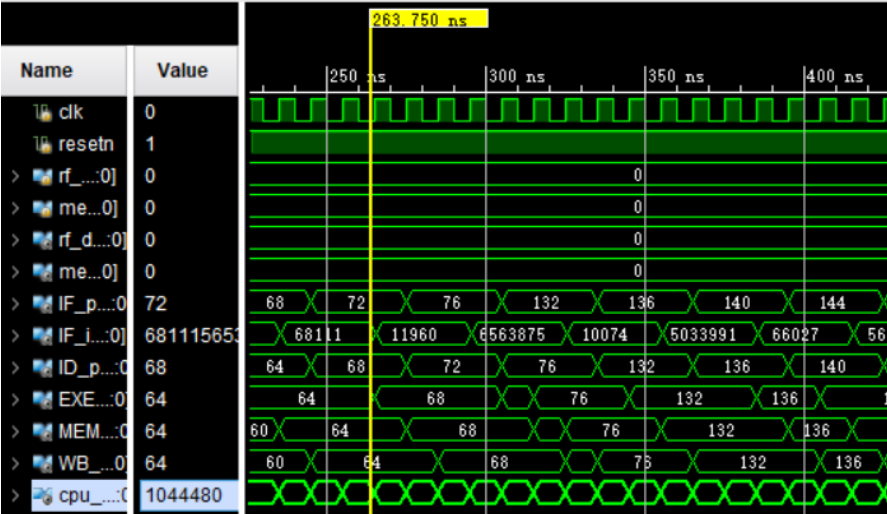 263.750 ns
Name Value
250 ns 300 ns 350 ns 400 ns
clk 0
resetn 1
rf_...:0] 0 0
me...0] 0 0
rf_d...:0] 0 0
me...0] 0 0
IF_p...:0 72 68 72 76 132 136 140 144
IF_i...:0] 681115653 68111 11960 6563875 10074 5033991 66027 56
ID_p...:0 68 64 68 72 76 132 136 140
EXE...:0] 64 64 68 76 132 136 1
MEM...:0 64 60 64 68 76 132 136
WB_...0] 64 60 64 68 76 132 136
cpu_...:0 1044480